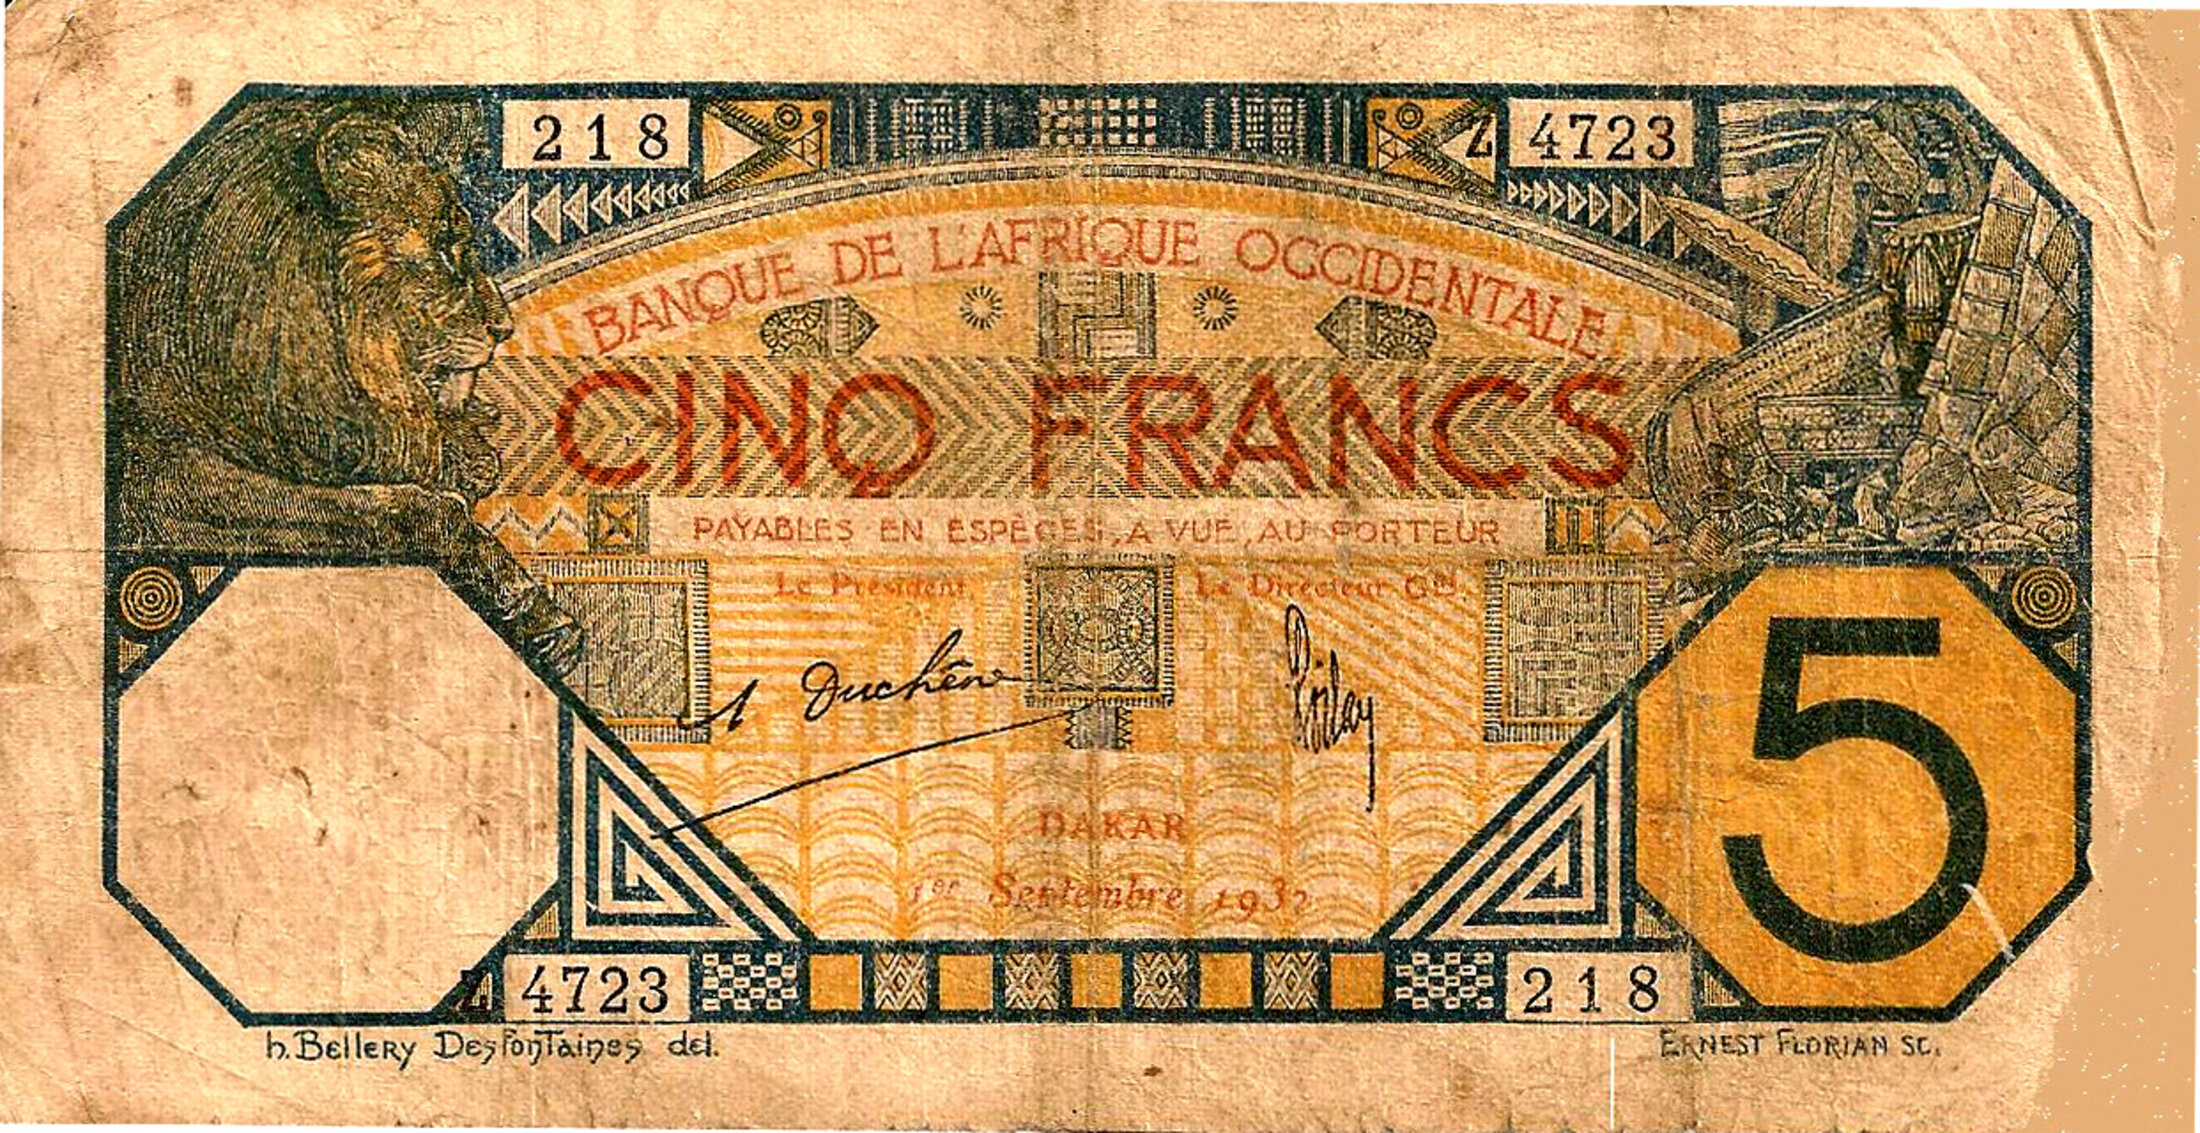 218
Z 4723
BANQUE DE L'AFRIQUE OCCIDENTALE
CINQ FRANCS
PAYABLES EN ESPÈCES, A VUE, AU PORTEUR
Le Président
Le Directeur Gal.
A Duchêne
DAKAR
1er Septembre 1932
5
Z 4723
218
h. Bellery Desfontaines del.
ERNEST FLORIAN SC.